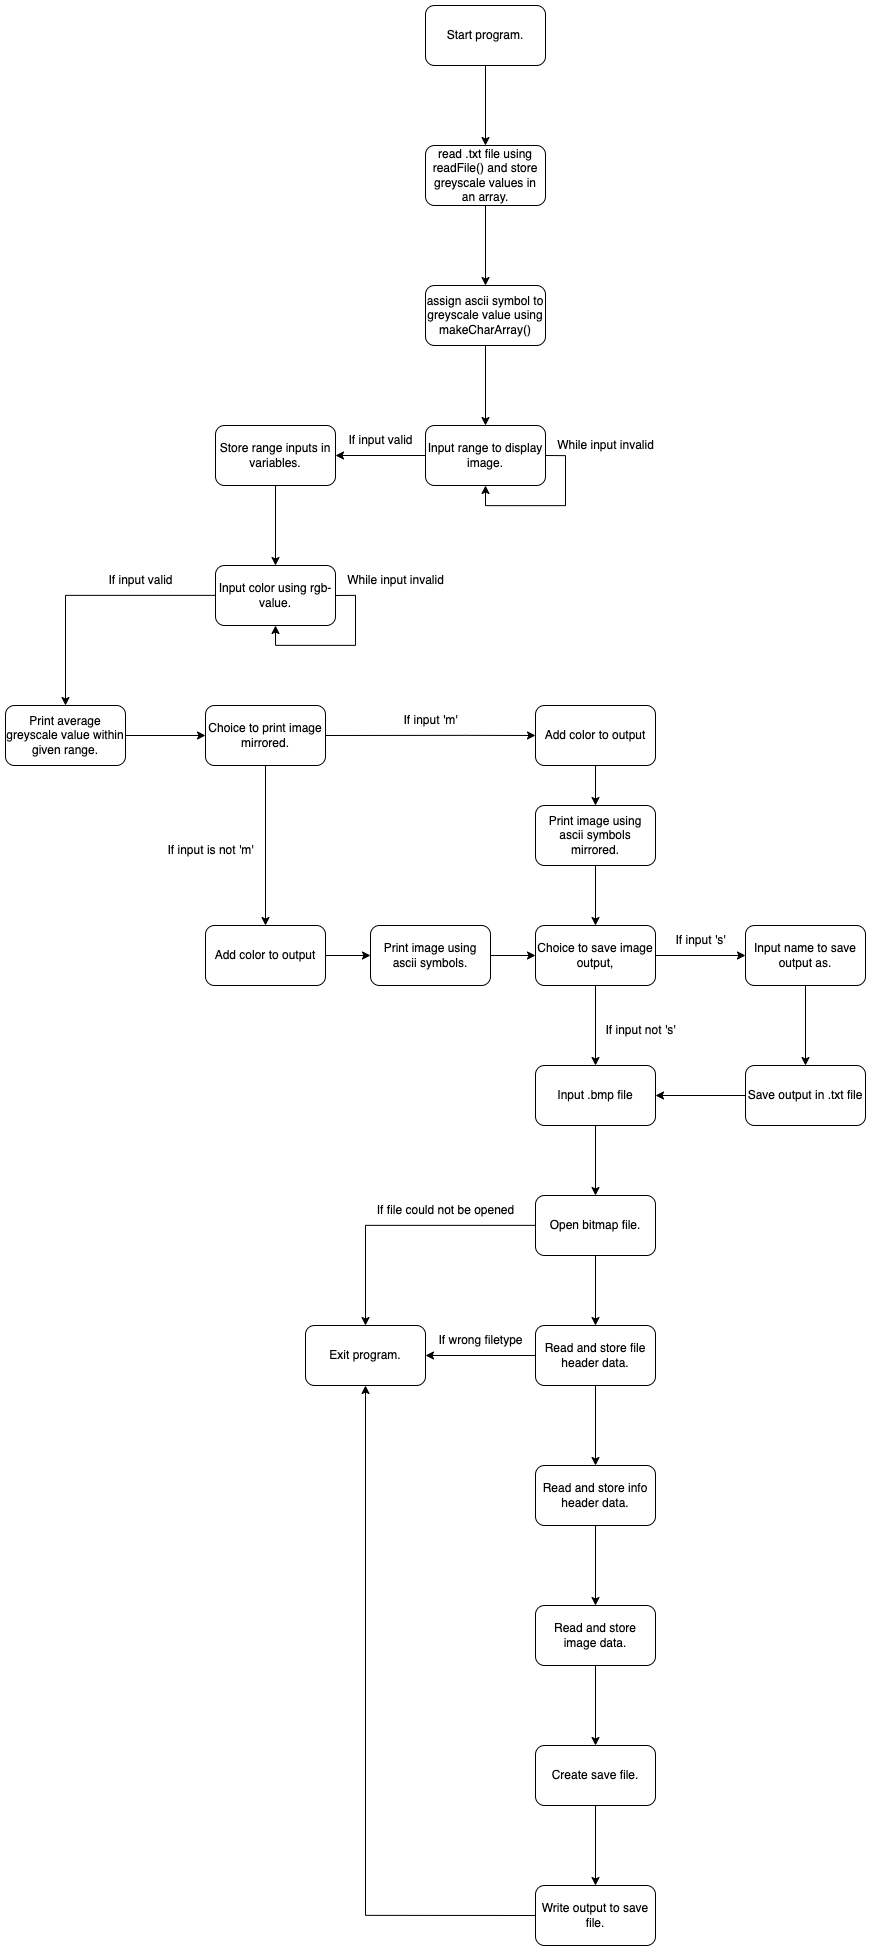 Start program.
read .txt file using
readFile() and store
greyscale values in
an array.
assign ascii symbol to
greyscale value using
makeCharArray()
Store range inputs in
variables.
If input valid
Input range to display
image.
While input invalid
If input valid
Input color using rgb-
value.
While input invalid
Print average
greyscale value within
given range.
Choice to print image
mirrored.
If input 'm'
Add color to output
Print image using
ascii symbols
mirrored.
If input is not 'm'
Add color to output
Print image using
ascii symbols.
Choice to save image
output,
If input 's'
Input name to save
output as.
If input not 's'
Input .bmp file
Save output in .txt file
If file could not be opened
Open bitmap file.
Exit program.
If wrong filetype
Read and store file
header data.
Read and store info
header data.
Read and store
image data.
Create save file.
Write output to save
file.